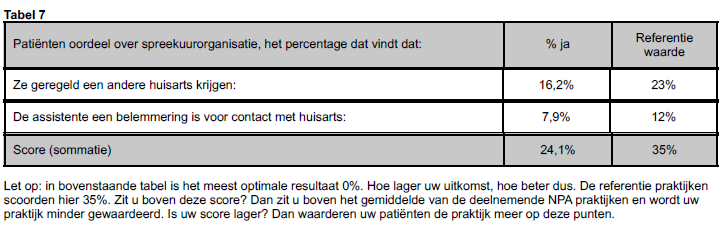 Tabel 7
Patiënten oordeel over spreekuurorganisatie, het percentage dat vindt dat: % ja Referentie waarde
Ze geregeld een andere huisarts krijgen: 16,2% 23%
De assistente een belemmering is voor contact met huisarts: 7,9% 12%
Score (sommatie) 24,1% 35%
Let op: in bovenstaande tabel is het meest optimale resultaat 0%. Hoe lager uw uitkomst, hoe beter dus. De referentie praktijken
scoorden hier 35%. Zit u boven deze score? Dan zit u boven het gemiddelde van de deelnemende NPA praktijken en wordt uw
praktijk minder gewaardeerd. Is uw score lager? Dan waarderen uw patiënten de praktijk meer op deze punten.